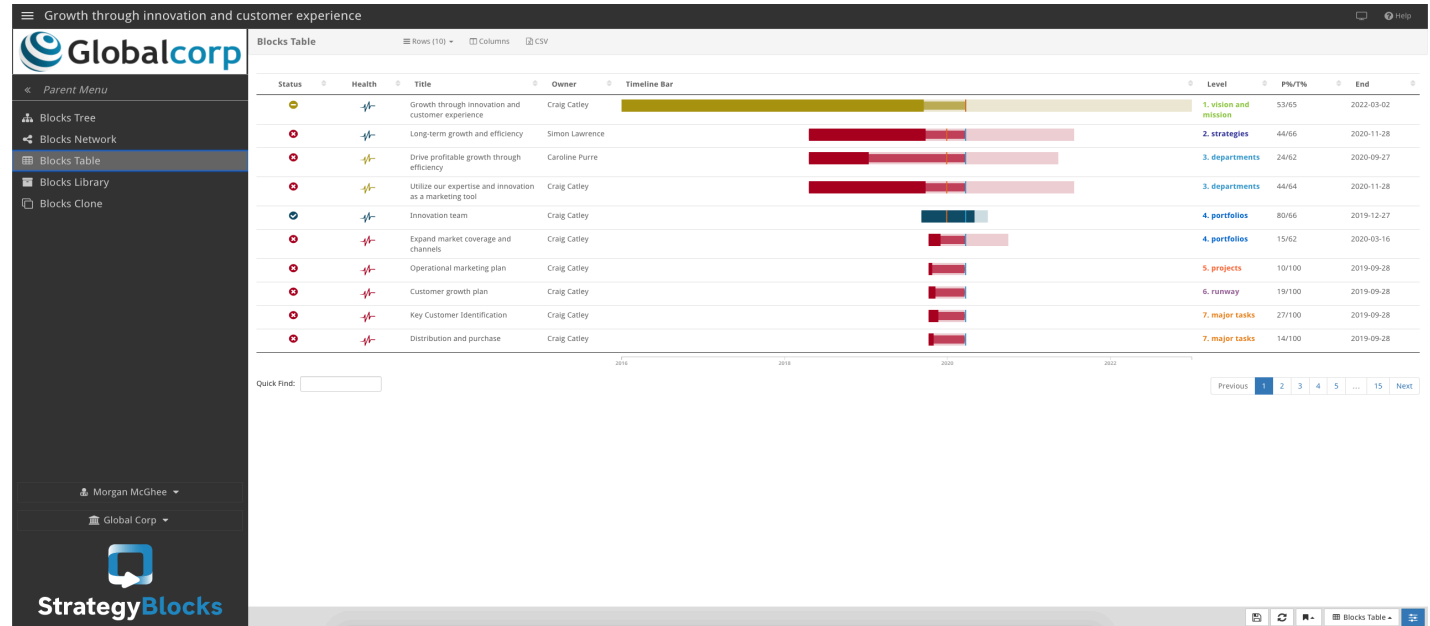 Growth through innovation and customer experience
Help
Globalcorp
Blocks Table
Rows (10)
Columns
CSV
« Parent Menu
Blocks Tree
Blocks Network
Blocks Table
Blocks Library
Blocks Clone
Status Health Title Owner Timeline Bar Level P%/T% End
Growth through innovation and customer experience Craig Catley 1. vision and mission 53/65 2022-03-02
Long-term growth and efficiency Simon Lawrence 2. strategies 44/66 2020-11-28
Drive profitable growth through efficiency Caroline Purre 3. departments 24/62 2020-09-27
Utilize our expertise and innovation as a marketing tool Craig Catley 3. departments 44/64 2020-11-28
Innovation team Craig Catley 4. portfolios 80/66 2019-12-27
Expand market coverage and channels Craig Catley 4. portfolios 15/62 2020-03-16
Operational marketing plan Craig Catley 5. projects 10/100 2019-09-28
Customer growth plan Craig Catley 6. runway 19/100 2019-09-28
Key Customer Identification Craig Catley 7. major tasks 27/100 2019-09-28
Distribution and purchase Craig Catley 7. major tasks 14/100 2019-09-28
2016 2018 2020 2022
Quick Find:
Previous 1 2 3 4 5 ... 15 Next
Morgan McGhee
Global Corp
StrategyBlocks
Blocks Table